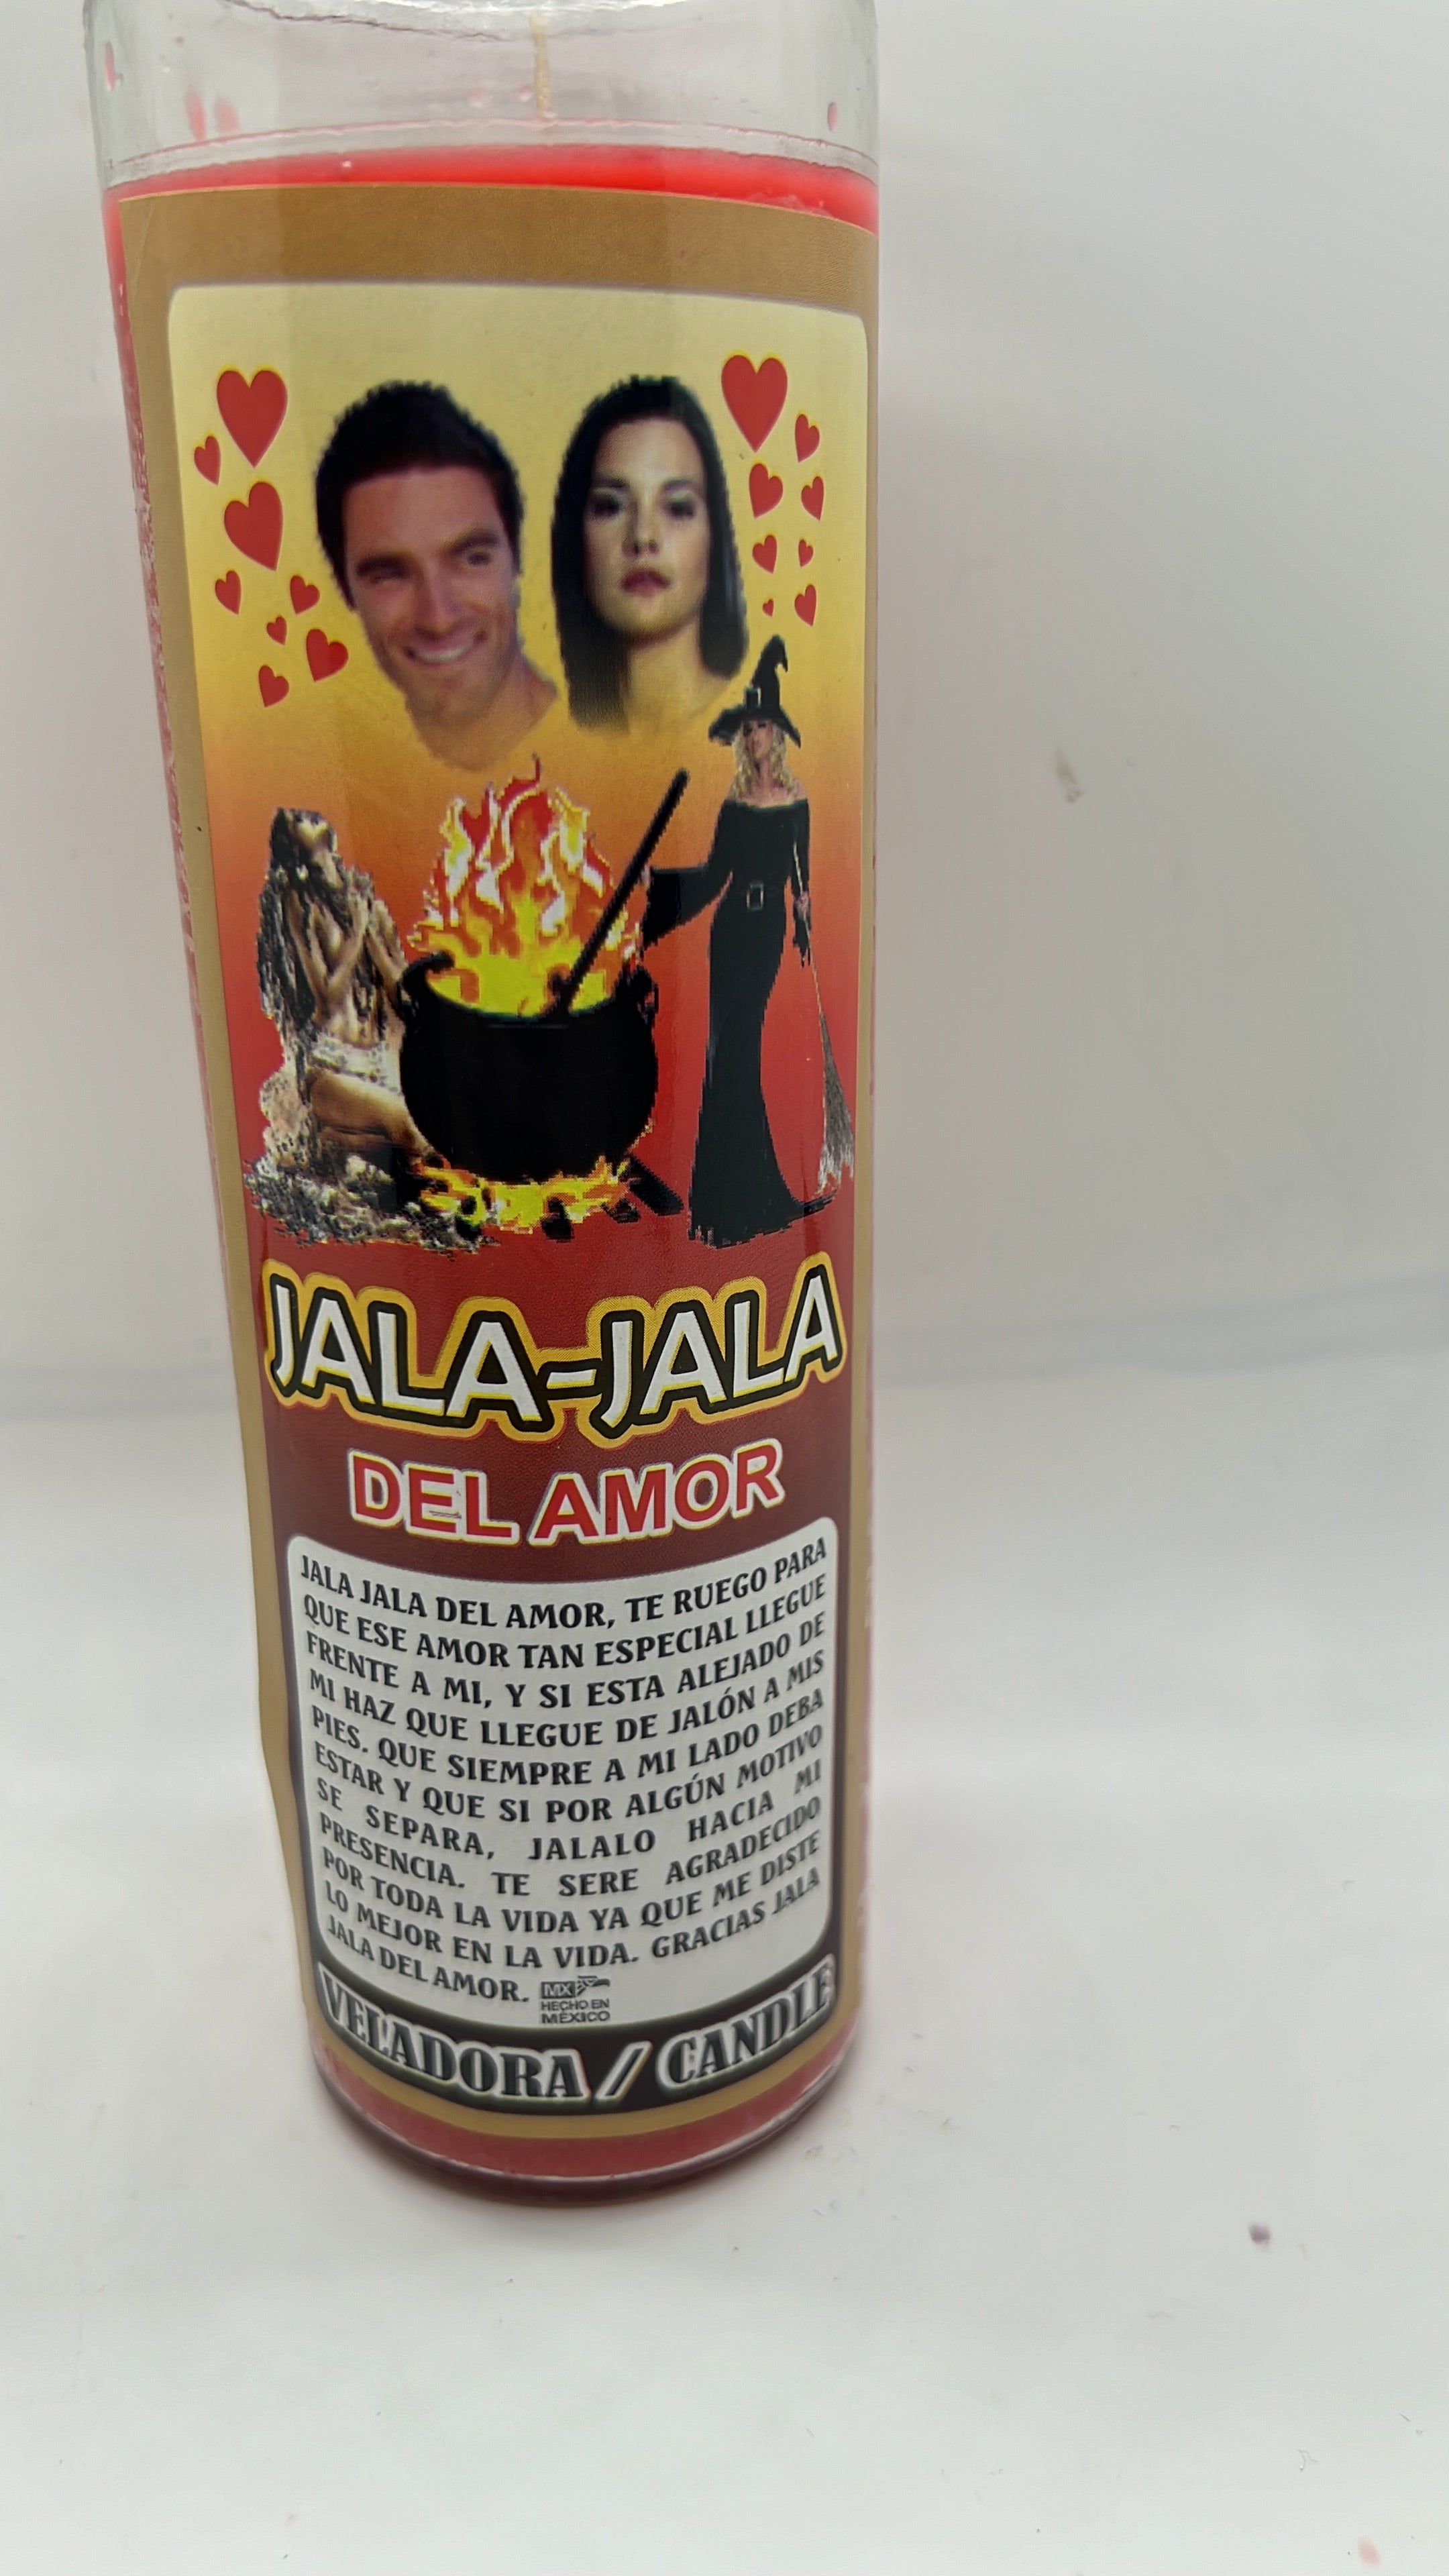 JALA-JALA
DEL AMOR
JALA JALA DEL AMOR, TE RUEGO PARA
QUE ESE AMOR TAN ESPECIAL LLEGUE
FRENTE A MI, Y SI ESTA ALEJADO DE
MI HAZ QUE LLEGUE DE JALÓN A MIS
PIES. QUE SIEMPRE A MI LADO DEBA
ESTAR Y QUE SI POR ALGÚN MOTIVO
SE SEPARA, JALALO HACIA MI
PRESENCIA. TE SERE AGRADECIDO
POR TODA LA VIDA YA QUE ME DISTE
LO MEJOR EN LA VIDA. GRACIAS JALA
JALA DEL AMOR.
MX
HECHO EN
MÉXICO
VELADORA / CANDLE